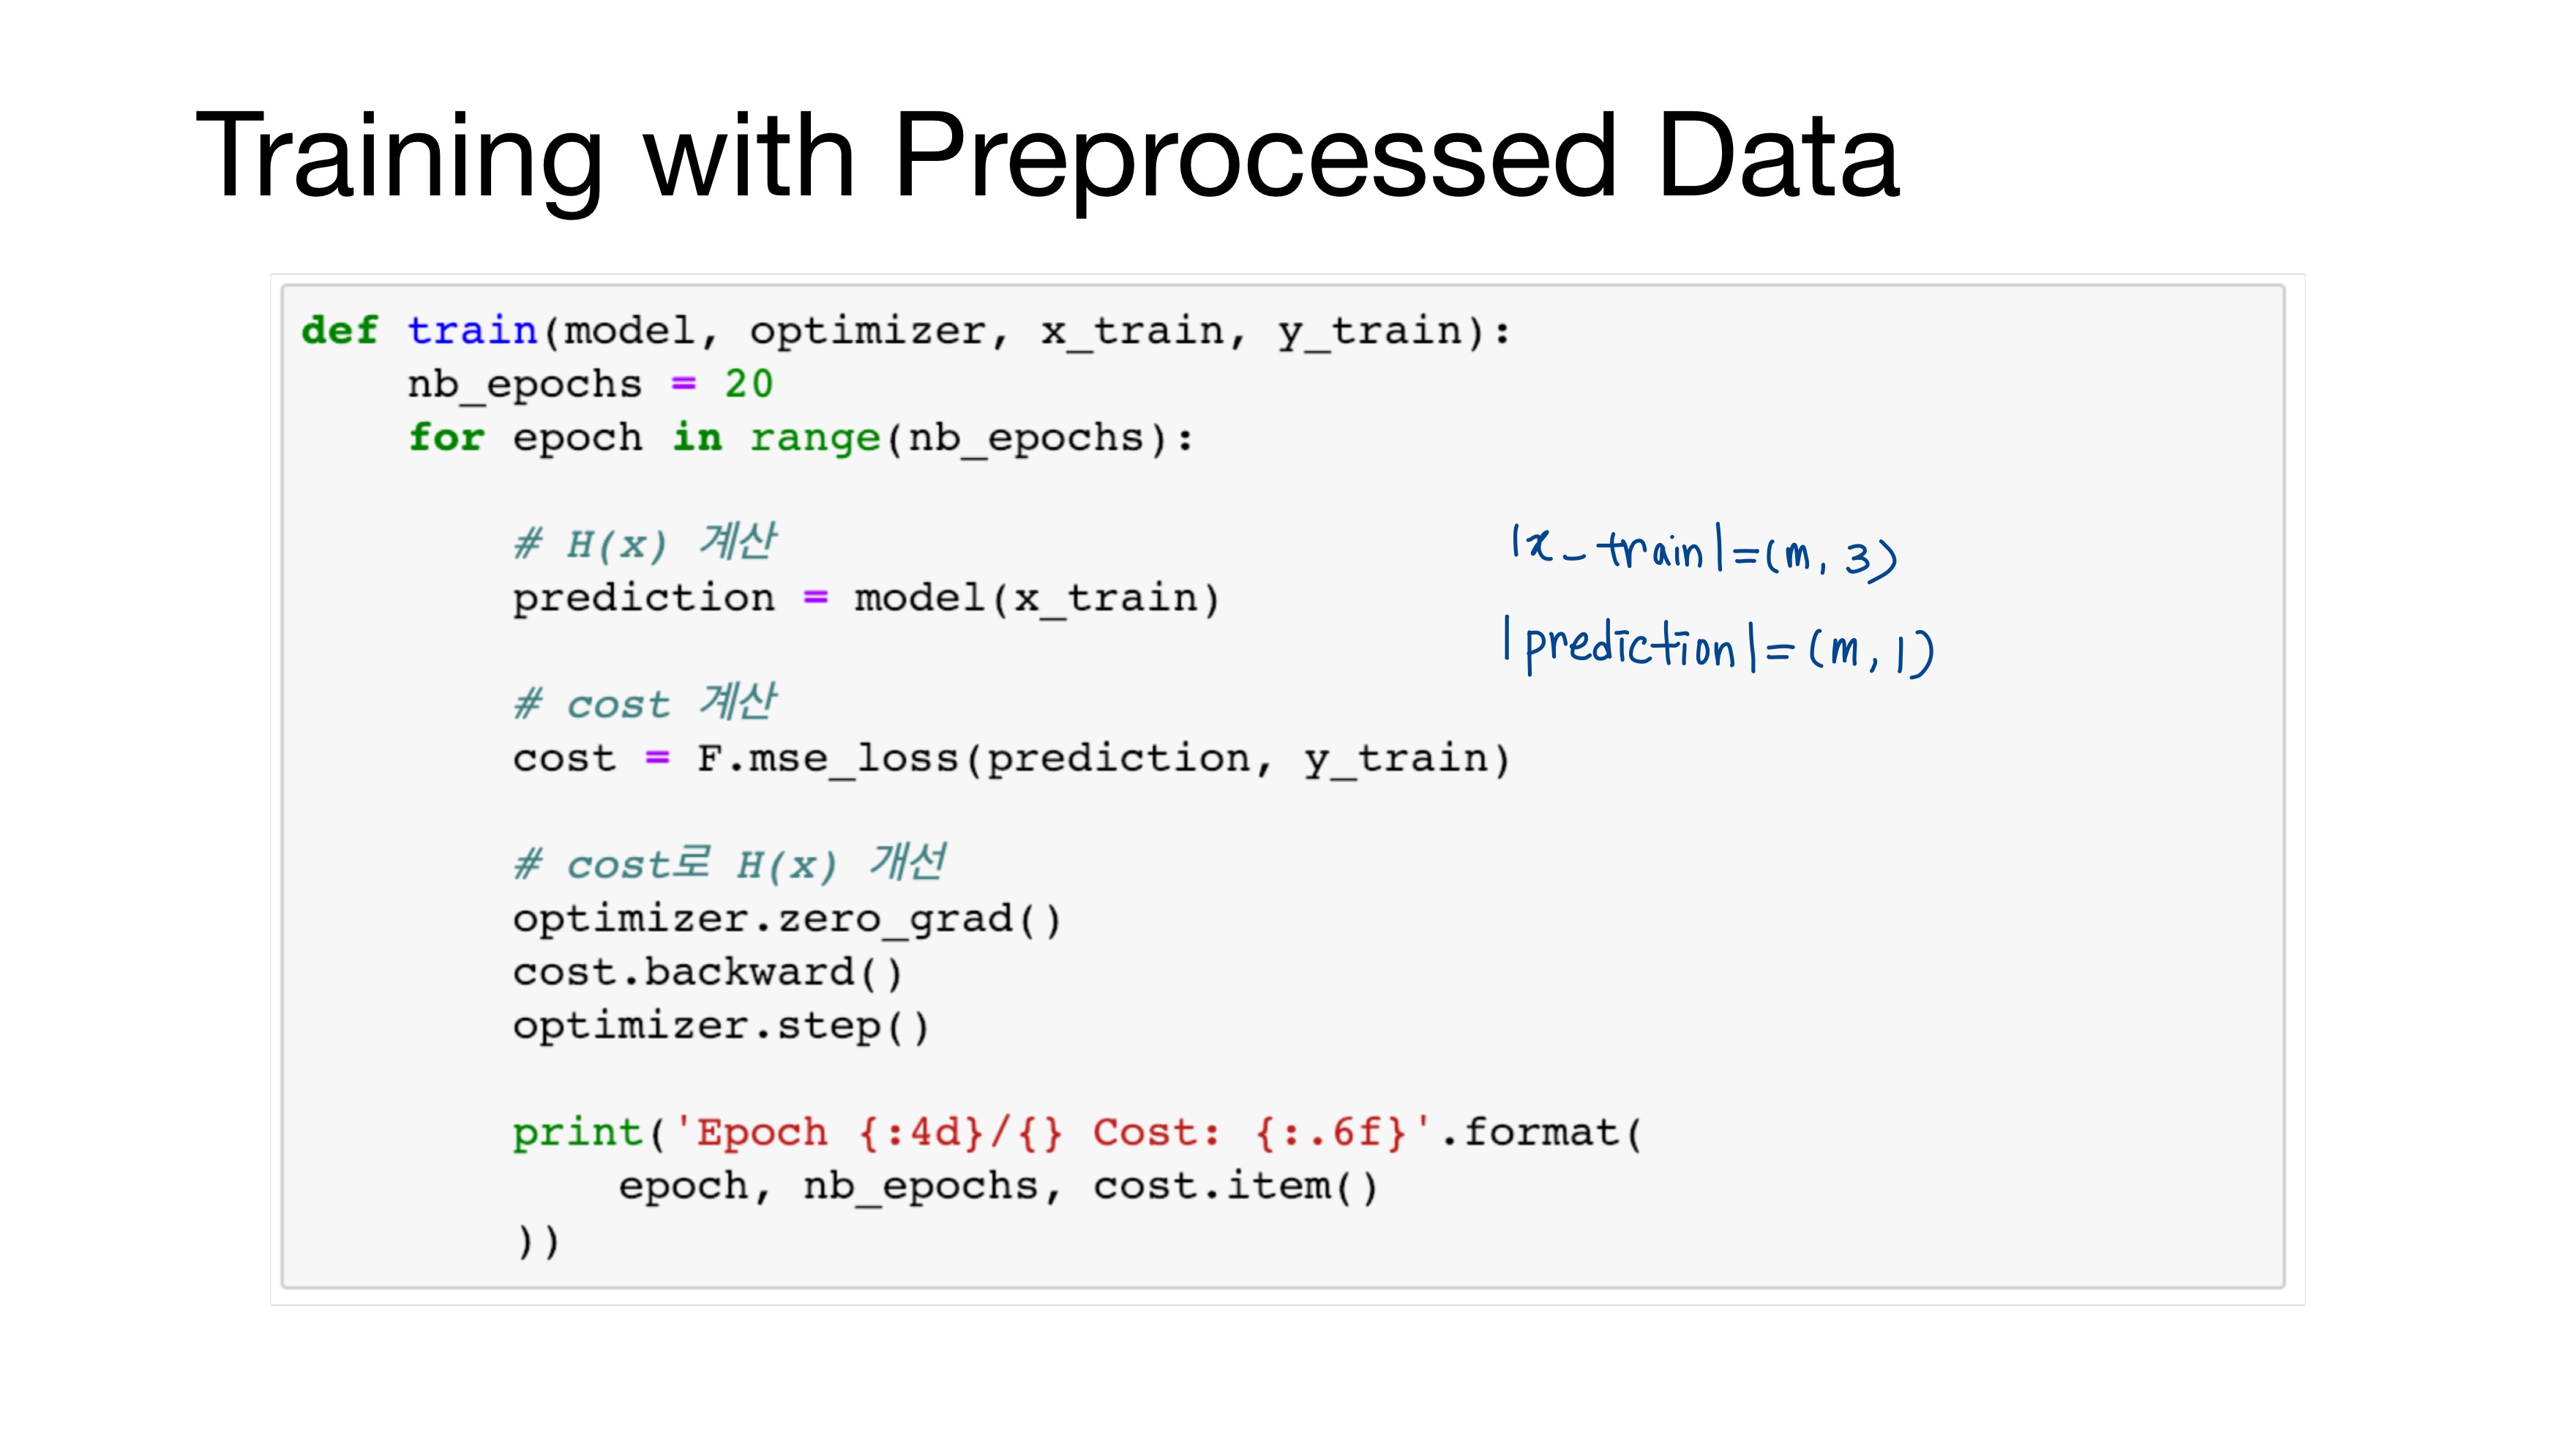 Training with Preprocessed Data
def train(model, optimizer, x_train, y_train):
    nb_epochs = 20
    for epoch in range(nb_epochs):
        # H(x) 계산
        prediction = model(x_train)
|x_train|=(m, 3)
|prediction|=(m, 1)
        # cost 계산
        cost = F.mse_loss(prediction, y_train)
        # cost로 H(x) 개선
        optimizer.zero_grad()
        cost.backward()
        optimizer.step()
        print('Epoch {:4d}/{} Cost: {:.6f}'.format(
            epoch, nb_epochs, cost.item()
        ))